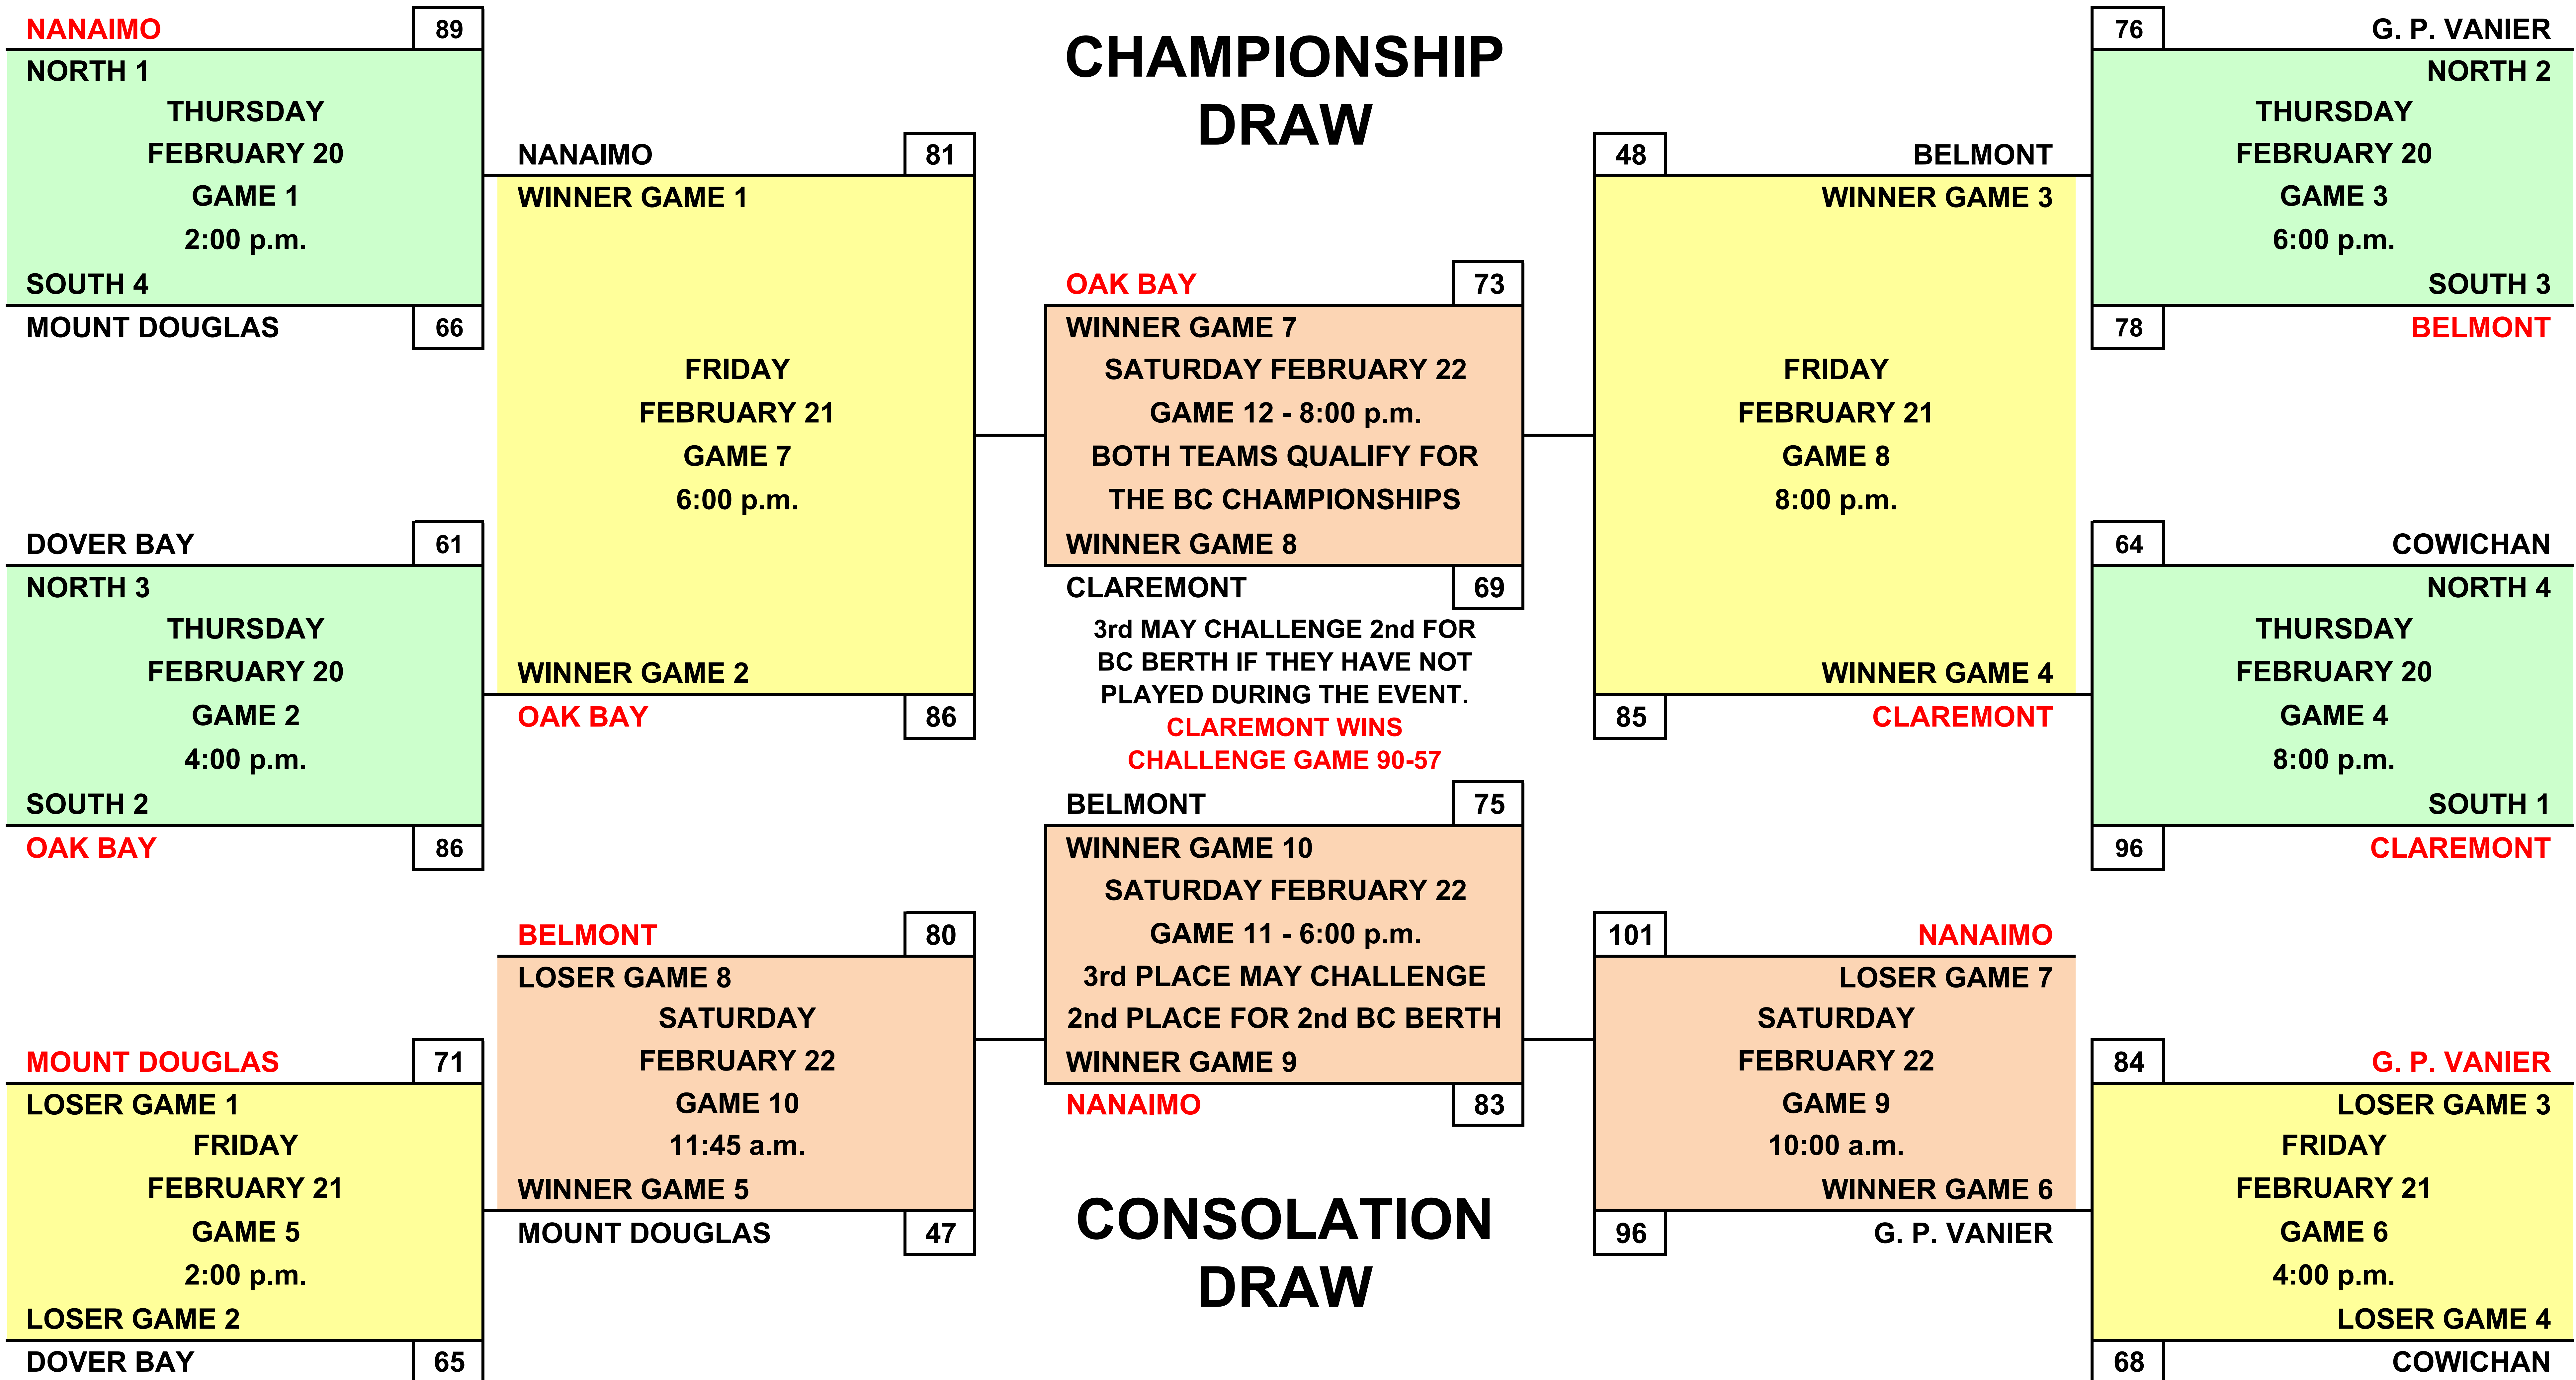 CHAMPIONSHIP
DRAW
NANAIMO 89
NORTH 1
THURSDAY
FEBRUARY 20
GAME 1
2:00 p.m.
SOUTH 4
MOUNT DOUGLAS 66
DOVER BAY 61
NORTH 3
THURSDAY
FEBRUARY 20
GAME 2
4:00 p.m.
SOUTH 2
OAK BAY 86
NANAIMO 81
WINNER GAME 1
FRIDAY
FEBRUARY 21
GAME 7
6:00 p.m.
WINNER GAME 2
OAK BAY 86
OAK BAY 73
WINNER GAME 7
SATURDAY FEBRUARY 22
GAME 12 - 8:00 p.m.
BOTH TEAMS QUALIFY FOR
THE BC CHAMPIONSHIPS
WINNER GAME 8
CLAREMONT 69
3rd MAY CHALLENGE 2nd FOR
BC BERTH IF THEY HAVE NOT
PLAYED DURING THE EVENT.
CLAREMONT WINS
CHALLENGE GAME 90-57
48 BELMONT
WINNER GAME 3
FRIDAY
FEBRUARY 21
GAME 8
8:00 p.m.
WINNER GAME 4
85 CLAREMONT
76 G. P. VANIER
NORTH 2
THURSDAY
FEBRUARY 20
GAME 3
6:00 p.m.
SOUTH 3
78 BELMONT
64 COWICHAN
NORTH 4
THURSDAY
FEBRUARY 20
GAME 4
8:00 p.m.
SOUTH 1
96 CLAREMONT
MOUNT DOUGLAS 71
LOSER GAME 1
FRIDAY
FEBRUARY 21
GAME 5
2:00 p.m.
LOSER GAME 2
DOVER BAY 65
BELMONT 80
LOSER GAME 8
SATURDAY
FEBRUARY 22
GAME 10
11:45 a.m.
WINNER GAME 5
MOUNT DOUGLAS 47
BELMONT 75
WINNER GAME 10
SATURDAY FEBRUARY 22
GAME 11 - 6:00 p.m.
3rd PLACE MAY CHALLENGE
2nd PLACE FOR 2nd BC BERTH
WINNER GAME 9
NANAIMO 83
101 NANAIMO
LOSER GAME 7
SATURDAY
FEBRUARY 22
GAME 9
10:00 a.m.
WINNER GAME 6
96 G. P. VANIER
84 G. P. VANIER
LOSER GAME 3
FRIDAY
FEBRUARY 21
GAME 6
4:00 p.m.
LOSER GAME 4
68 COWICHAN
CONSOLATION
DRAW